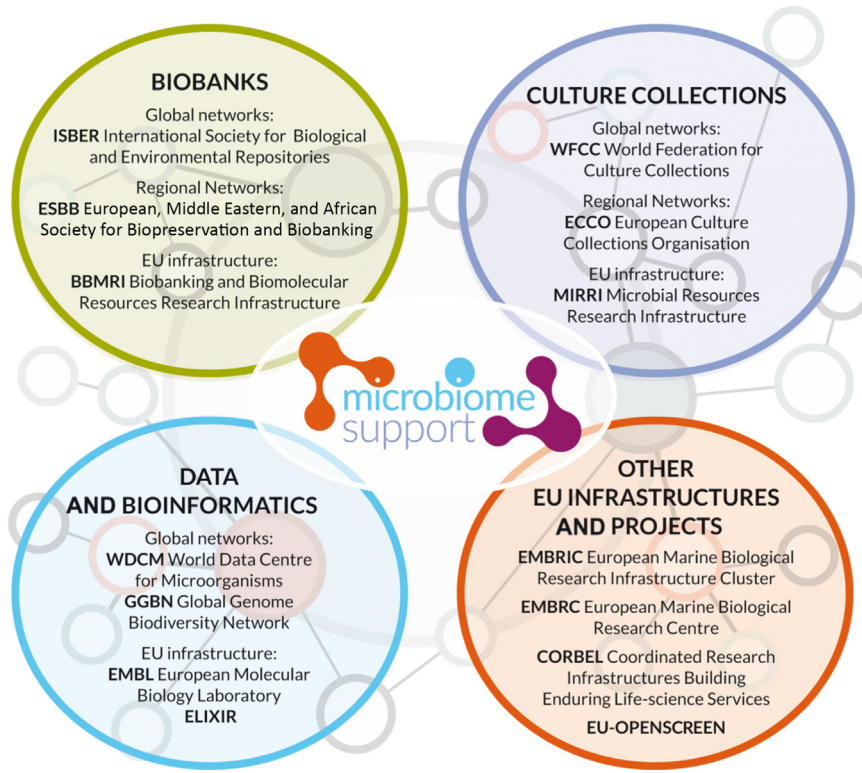 BIOBANKS
Global networks:
ISBER International Society for Biological
and Environmental Repositories
Regional Networks:
ESBB European, Middle Eastern, and African
Society for Biopreservation and Biobanking
EU infrastructure:
BBMRI Biobanking and Biomolecular
Resources Research Infrastructure
CULTURE COLLECTIONS
Global networks:
WFCC World Federation for
Culture Collections
Regional Networks:
ECCO European Culture
Collections Organisation
EU infrastructure:
MIRRI Microbial Resources
Research Infrastructure
microbiome
support
DATA
AND BIOINFORMATICS
Global networks:
WDCM World Data Centre
for Microorganisms
GGBN Global Genome
Biodiversity Network
EU infrastructure:
EMBL European Molecular
Biology Laboratory
ELIXIR
OTHER
EU INFRASTRUCTURES
AND PROJECTS
EMBRIC European Marine Biological
Research Infrastructure Cluster
EMBRC European Marine Biological
Research Centre
CORBEL Coordinated Research
Infrastructures Building
Enduring Life-science Services
EU-OPENSCREEN